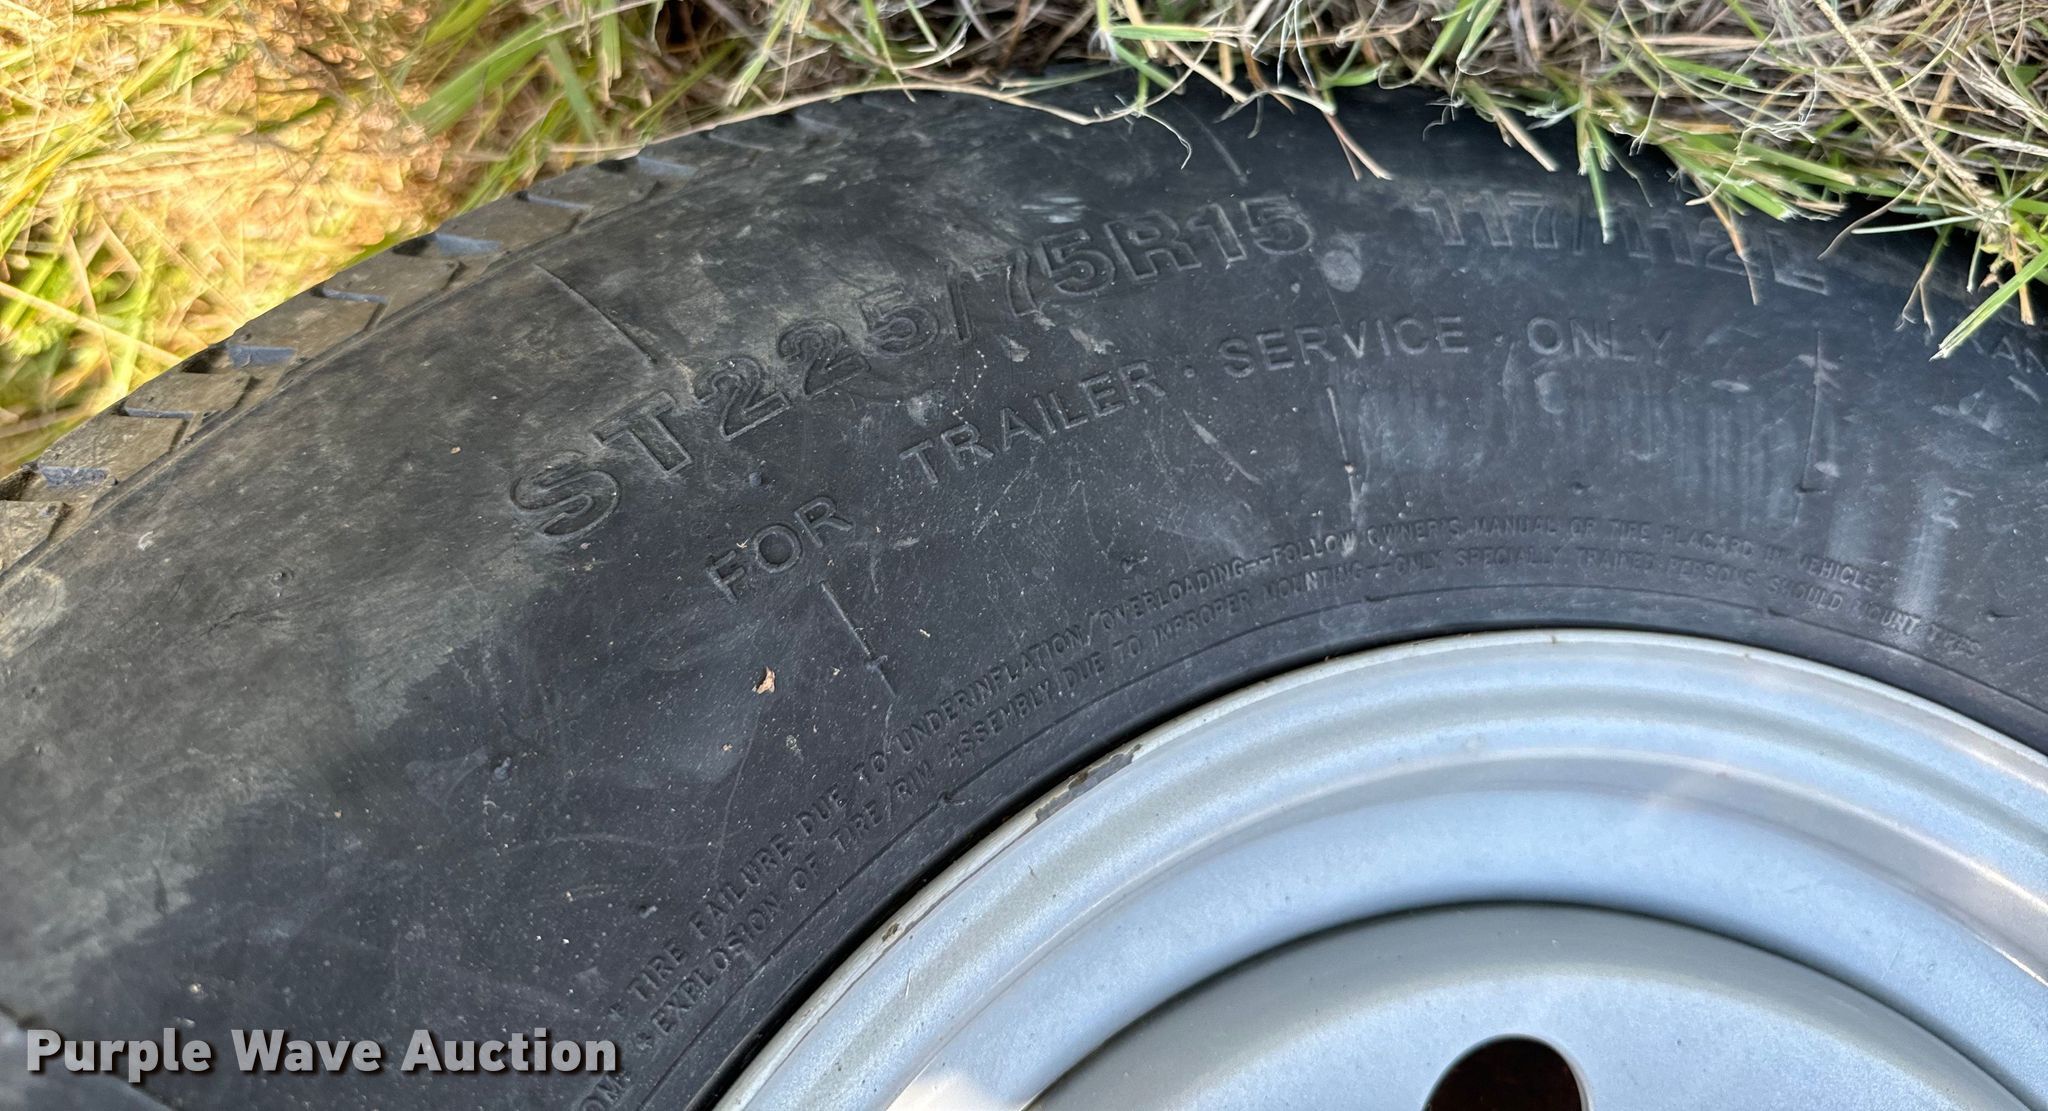 ST225/75R15 117/112L
FOR TRAILER · SERVICE · ONLY
TIRE FAILURE DUE TO UNDERINFLATION/OVERLOADING--FOLLOW OWNER'S MANUAL OR TIRE PLACARD IN VEHICLE.
EXPLOSION OF TIRE/RIM ASSEMBLY DUE TO IMPROPER MOUNTING--ONLY SPECIALLY TRAINED PERSONS SHOULD MOUNT TIRES
Purple Wave Auction